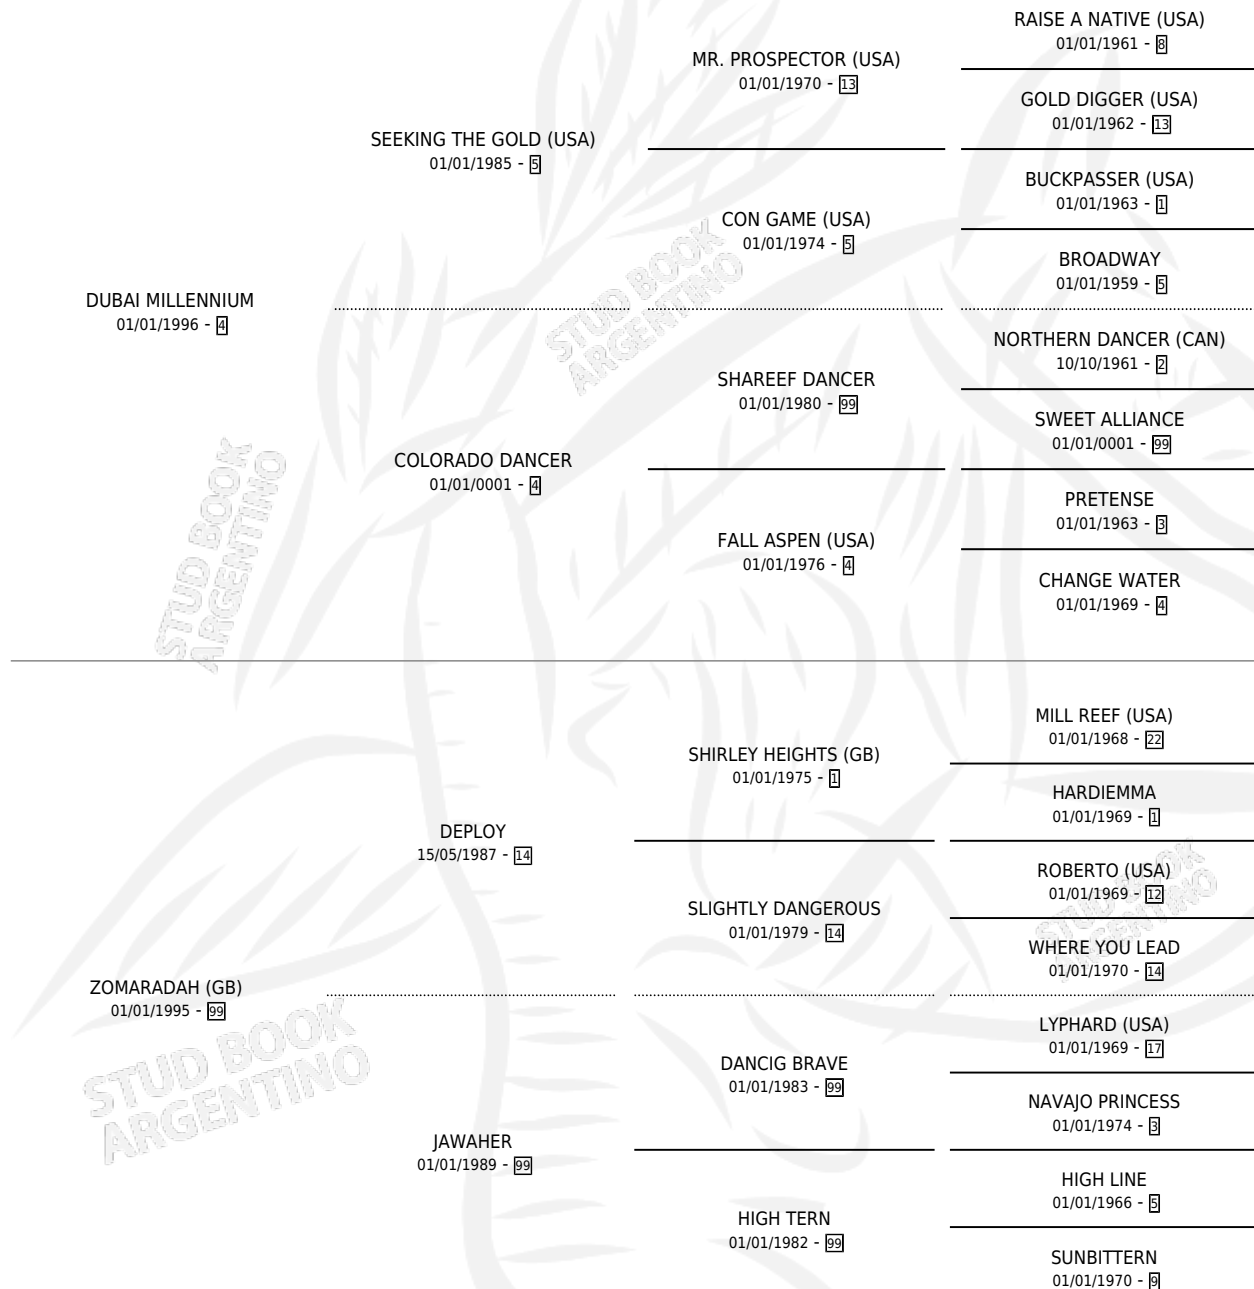 RAISE A NATIVE (USA)
01/01/1961 - 8
MR. PROSPECTOR (USA)
01/01/1970 - 13
GOLD DIGGER (USA)
01/01/1962 - 13
SEEKING THE GOLD (USA)
01/01/1985 - 5
BUCKPASSER (USA)
01/01/1963 - 1
CON GAME (USA)
01/01/1974 - 5
BROADWAY
01/01/1959 - 5
DUBAI MILLENNIUM
01/01/1996 - 4
NORTHERN DANCER (CAN)
10/10/1961 - 2
SHAREEF DANCER
01/01/1980 - 99
SWEET ALLIANCE
01/01/0001 - 99
COLORADO DANCER
01/01/0001 - 4
PRETENSE
01/01/1963 - 3
FALL ASPEN (USA)
01/01/1976 - 4
CHANGE WATER
01/01/1969 - 4
MILL REEF (USA)
01/01/1968 - 22
SHIRLEY HEIGHTS (GB)
01/01/1975 - 1
HARDIEMMA
01/01/1969 - 1
DEPLOY
15/05/1987 - 14
ROBERTO (USA)
01/01/1969 - 12
SLIGHTLY DANGEROUS
01/01/1979 - 14
WHERE YOU LEAD
01/01/1970 - 14
ZOMARADAH (GB)
01/01/1995 - 99
LYPHARD (USA)
01/01/1969 - 17
DANCIG BRAVE
01/01/1983 - 99
NAVAJO PRINCESS
01/01/1974 - 3
JAWAHER
01/01/1989 - 99
HIGH LINE
01/01/1966 - 5
HIGH TERN
01/01/1982 - 99
SUNBITTERN
01/01/1970 - 9
STUD BOOK
ARGENTINO
STUD BOOK
ARGENTINO
STUD BOOK
ARGENTINO
STUD BOOK
ARGENTINO